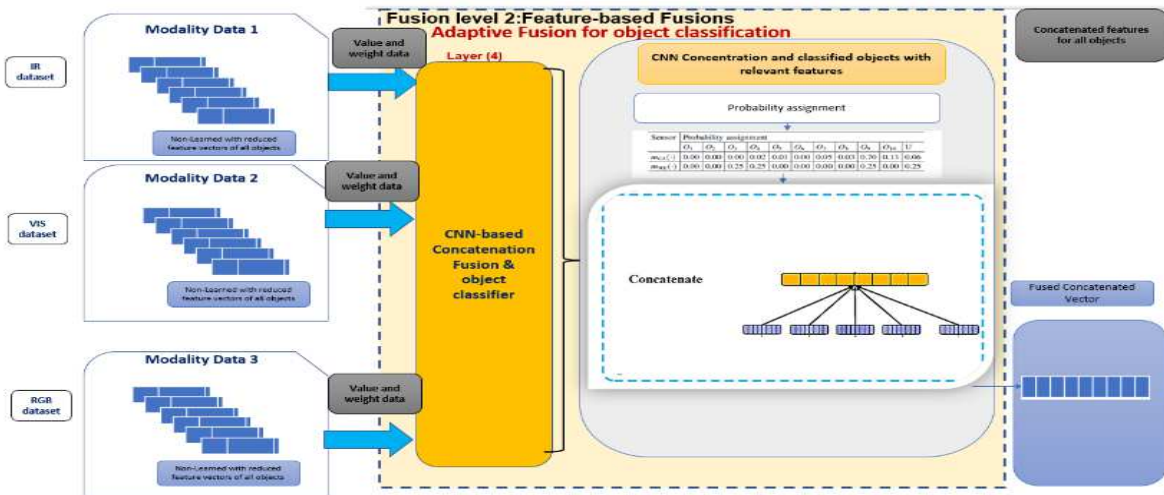 Fusion level 2:Feature-based Fusions
Adaptive Fusion for object classification
Layer (4)
IR
dataset
Modality Data 1
Non-Learned with reduced
feature vectors of all objects
Value and
weight data
VIS
dataset
Modality Data 2
Non-Learned with reduced
feature vectors of all objects
Value and
weight data
RGB
dataset
Modality Data 3
Non-Learned with reduced
feature vectors of all objects
Value and
weight data
CNN-based
Concatenation
Fusion &
object
classifier
CNN Concentration and classified objects with
relevant features
Probability assignment
Sensor Probability assignment
Concatenate
Concatenated features
for all objects
Fused Concatenated
Vector